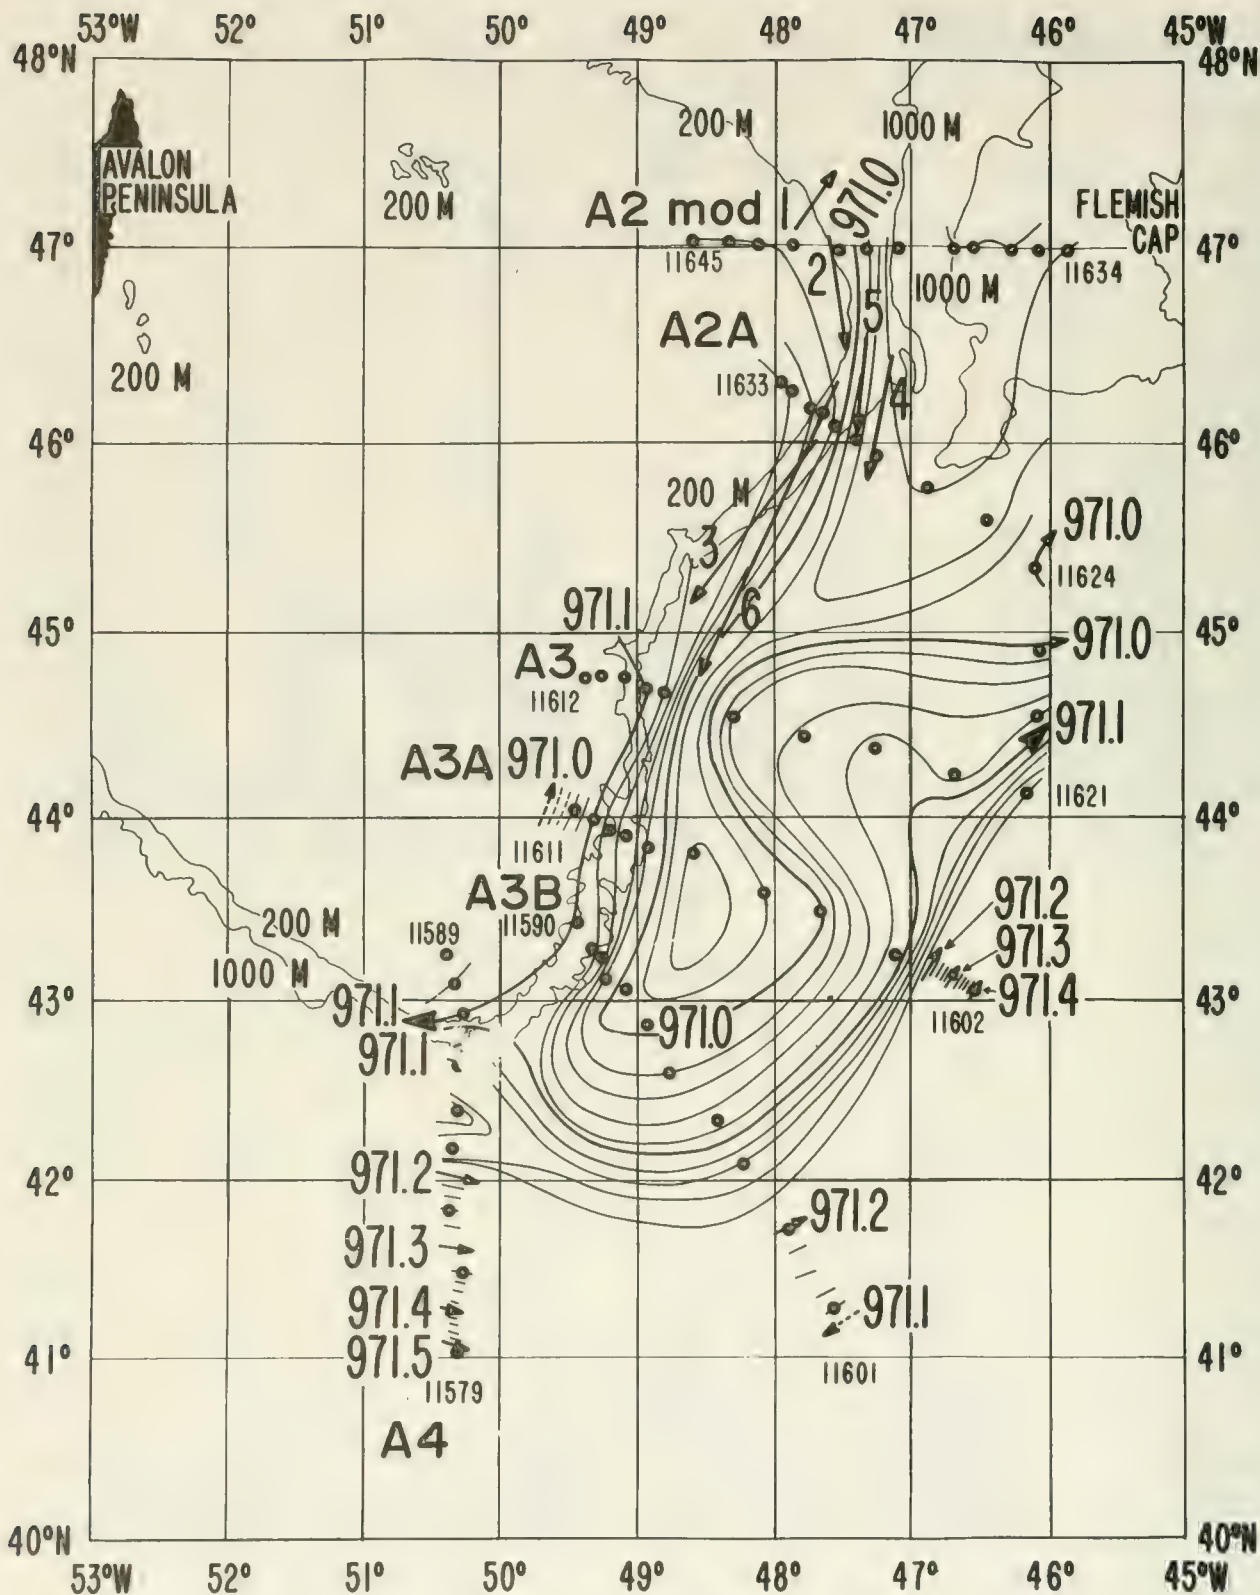 53°W 52° 51° 50° 49° 48° 47° 46° 45°W
48°N 48°N
200 M 1000 M
AVALON
PENINSULA
200 M
971.0
A2 mod 1
FLEMISH
CAP
47° 47°
11645 2 11634
1000 M
5
A2A
200 M
11633
4
46° 46°
200 M
3
971.0
11624
971.1 6
45° 971.0 45°
A3
11612
971.1
A3A 971.0
11621
44° 44°
11611
A3B
971.2
200 M 11589 11590
971.3
1000 M
971.4
43° 43°
971.1 971.0 11602
971.1
42° 971.2 42°
971.2
971.3
971.4 971.1
41° 971.5 41°
11579 11601
A4
40°N 40°N
53°W 52° 51° 50° 49° 48° 47° 46° 45°W